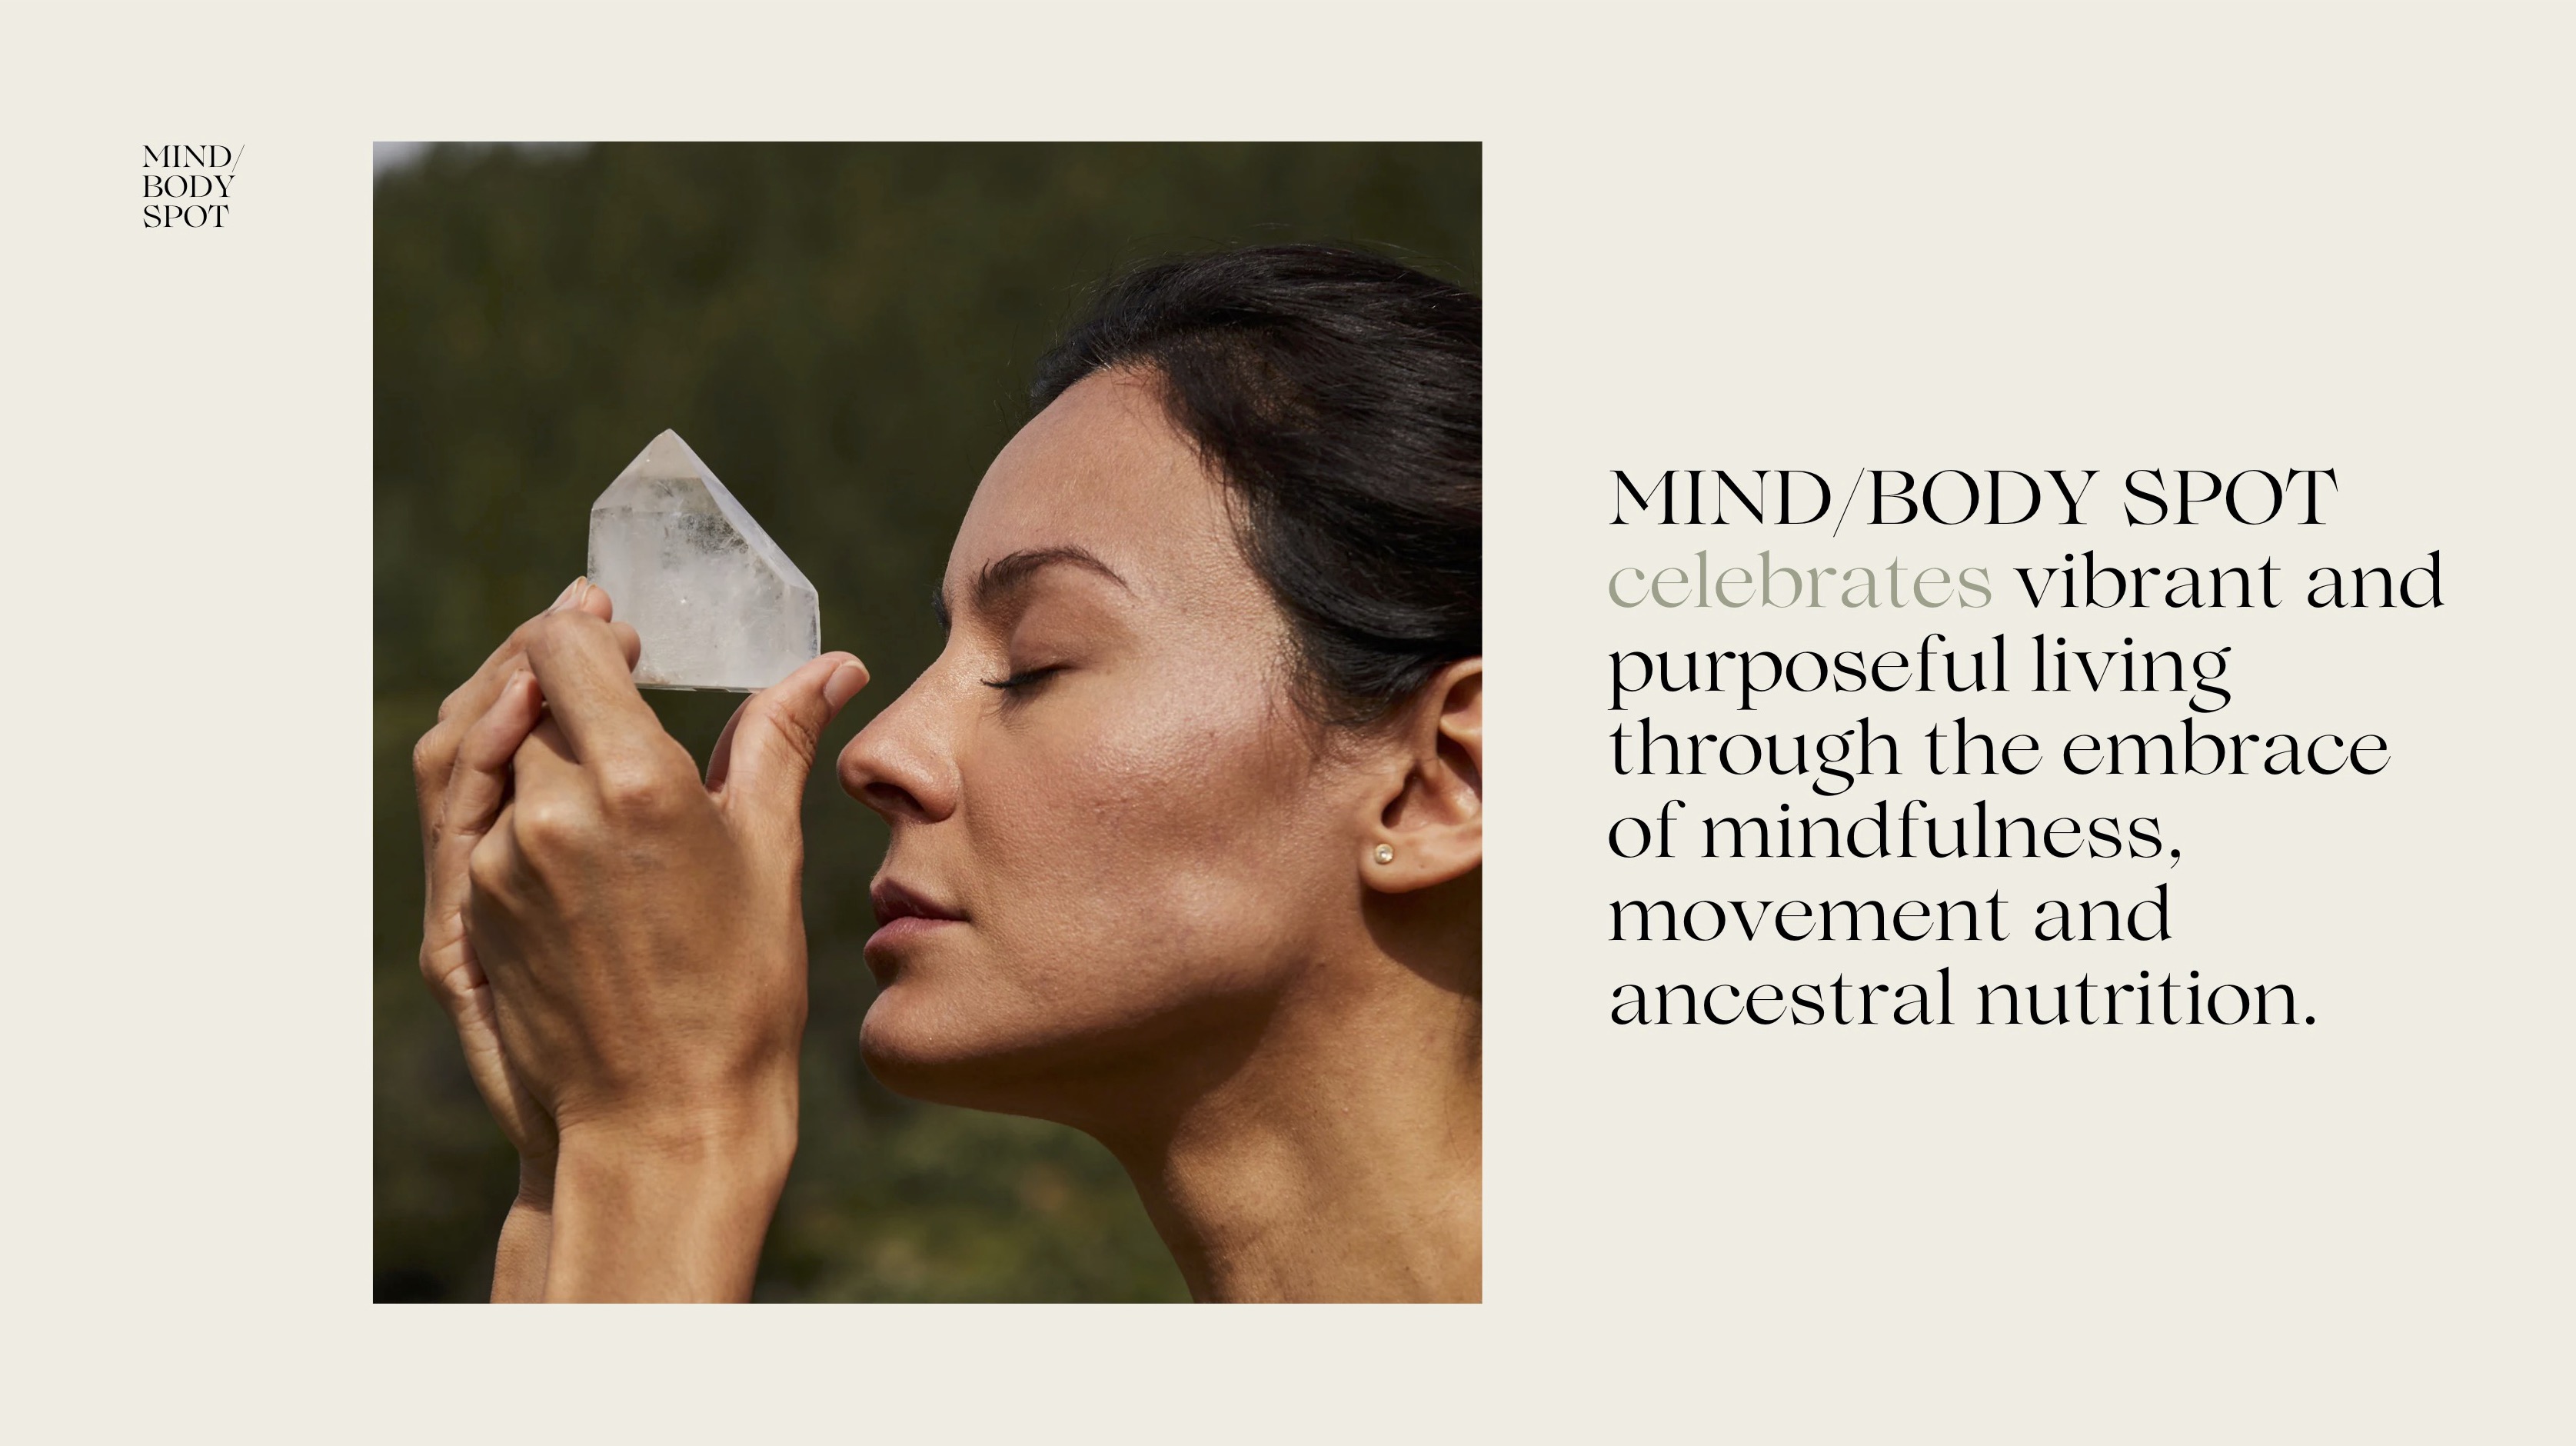 MIND/
BODY
SPOT
MIND/BODY SPOT
celebrates vibrant and
purposeful living
through the embrace
of mindfulness,
movement and
ancestral nutrition.